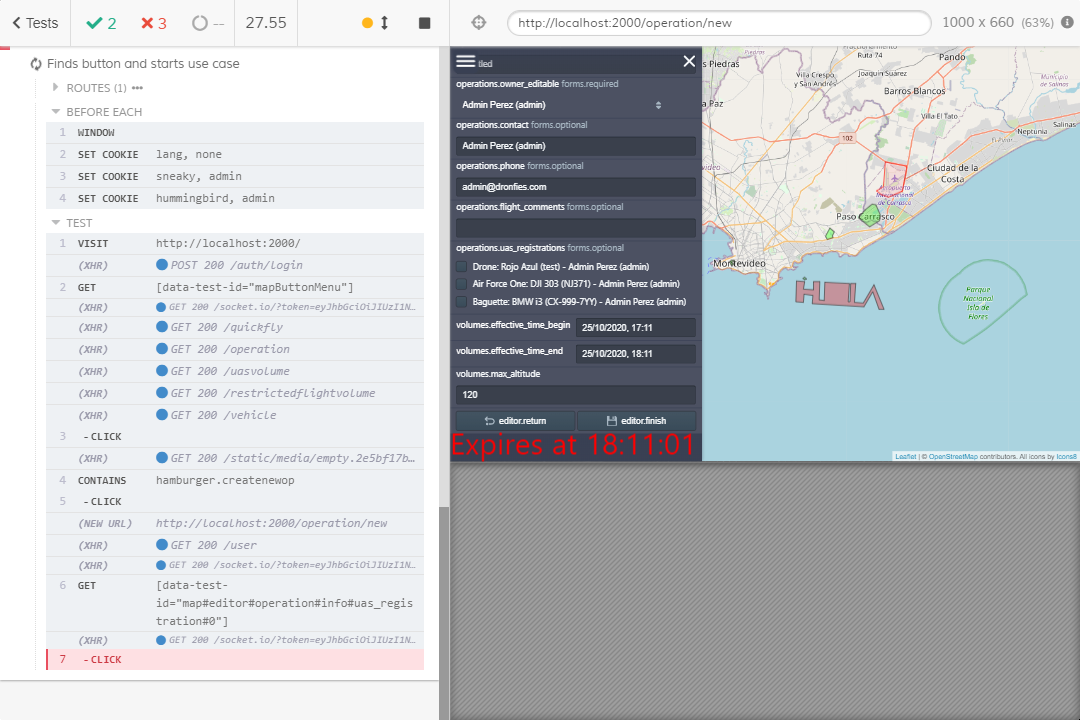 Tests
2
3
--
27.55
http://localhost:2000/operation/new
1000 x 660 (63%)
Finds button and starts use case
ROUTES (1)
BEFORE EACH
1 WINDOW
2 SET COOKIE lang, none
3 SET COOKIE sneaky, admin
4 SET COOKIE hummingbird, admin
TEST
1 VISIT http://localhost:2000/
(XHR) POST 200 /auth/login
2 GET [data-test-id="mapButtonMenu"]
(XHR) GET 200 /socket.io/?token=eyJhbGciOiJIUzI1N…
(XHR) GET 200 /quickfly
(XHR) GET 200 /operation
(XHR) GET 200 /uasvolume
(XHR) GET 200 /restrictedflightvolume
(XHR) GET 200 /vehicle
3 -CLICK
(XHR) GET 200 /static/media/empty.2e5bf17b…
4 CONTAINS hamburger.createnewop
5 -CLICK
(NEW URL) http://localhost:2000/operation/new
(XHR) GET 200 /user
(XHR) GET 200 /socket.io/?token=eyJhbGciOiJIUzI1N…
6 GET [data-test-
id="map#editor#operation#info#uas_regis
tration#0"]
(XHR) GET 200 /socket.io/?token=eyJhbGciOiJIUzI1N…
7 -CLICK
tled
operations.owner_editable forms.required
Admin Perez (admin)
operations.contact forms.optional
Admin Perez (admin)
operations.phone forms.optional
admin@dronfies.com
operations.flight_comments forms.optional
operations.uas_registrations forms.optional
Drone: Rojo Azul (test) - Admin Perez (admin)
Air Force One: DJI 303 (NJ371) - Admin Perez (admin)
Baguette: BMW i3 (CX-999-7YY) - Admin Perez (admin)
volumes.effective_time_begin 25/10/2020, 17:11
volumes.effective_time_end 25/10/2020, 18:11
volumes.max_altitude
120
editor.return
editor.finish
Expires at 18:11:01
s Piedras
Ruta 74
Pando
Villa Crespo
y San Andrés
Joaquín Suárez
Barros Blancos
Municipio
de Salinas
a Paz
Villa El Tato
Salinas
Neptunia
102
Ciudad de
la Costa
Aeropuerto
Internacional
de Carrasco
Paso Carrasco
Montevideo
Parque
Nacional
Isla de
Flores
Leaflet | © OpenStreetMap contributors. All icons by Icons8